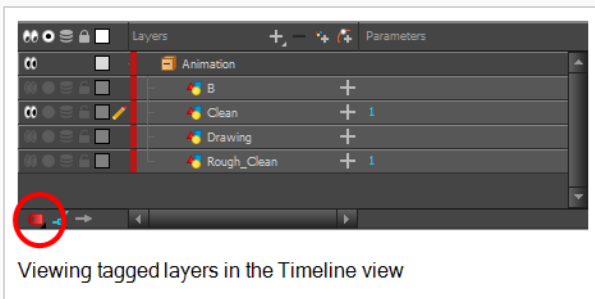 Layers Parameters
Animation
B
Clean 1
Drawing
Rough_Clean 1
Viewing tagged layers in the Timeline view